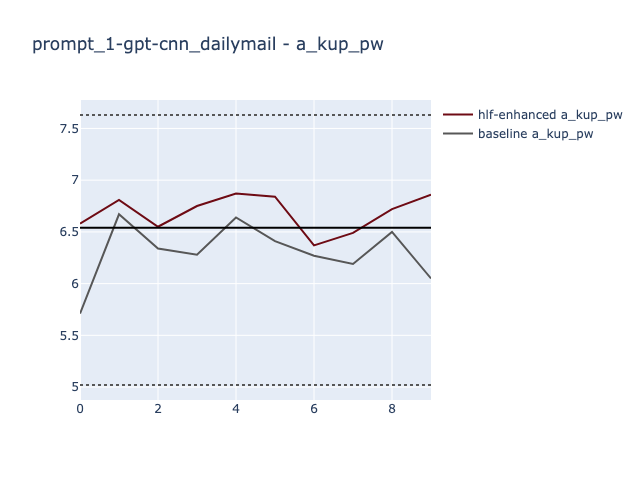 prompt_1-gpt-cnn_dailymail - a_kup_pw
hlf-enhanced a_kup_pw
baseline a_kup_pw
7.5
7
6.5
6
5.5
5
0 2 4 6 8